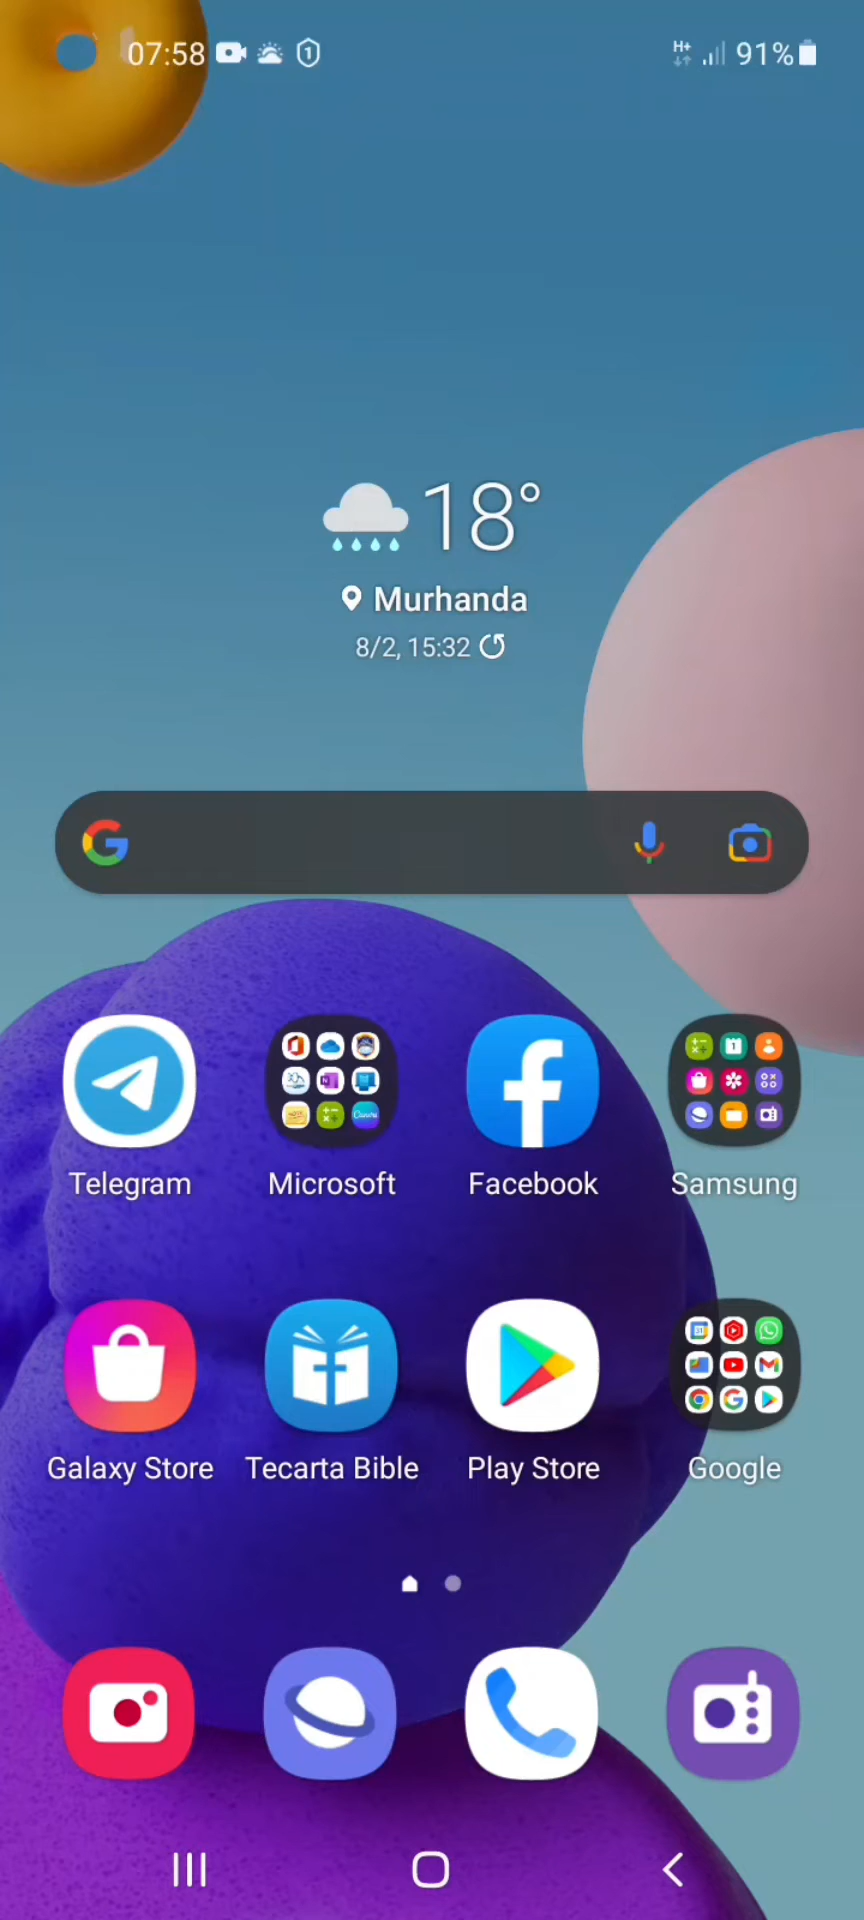 07:58 H+ 91%
18°
Murhanda
8/2, 15:32
Telegram Microsoft Facebook Samsung
Galaxy Store Tecarta Bible Play Store Google